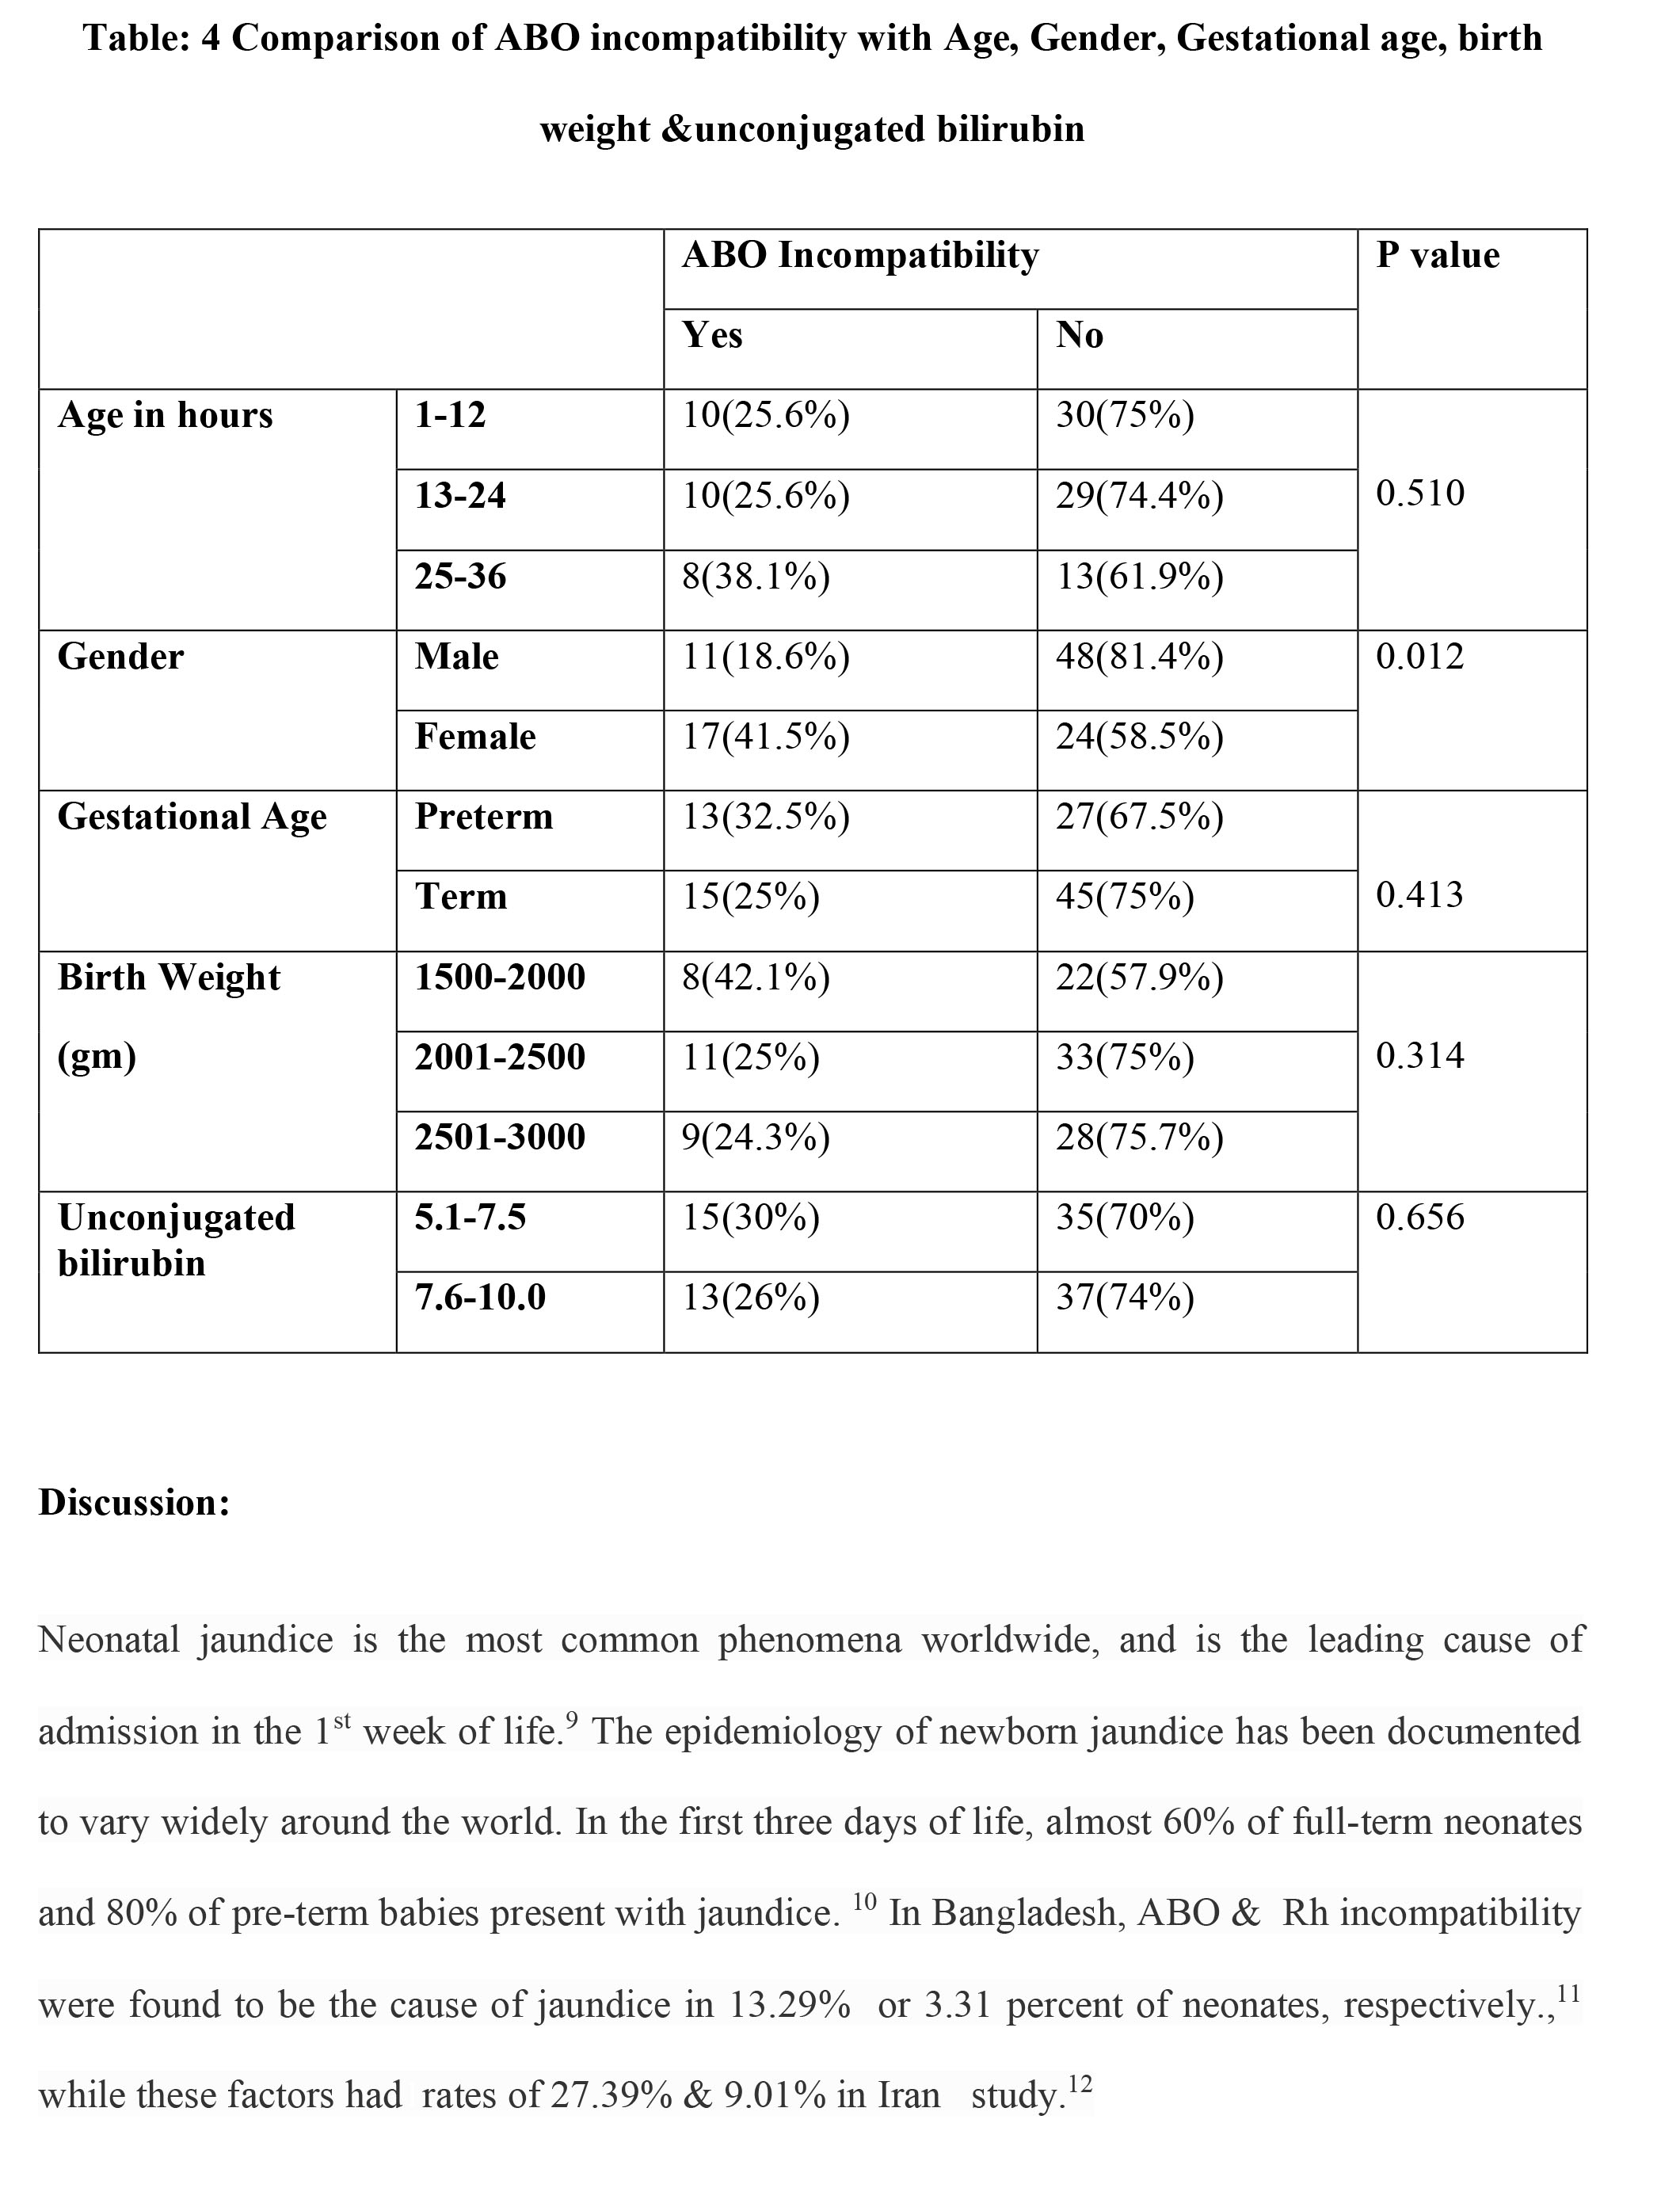 Table: 4 Comparison of ABO incompatibility with Age, Gender, Gestational age, birth
weight &unconjugated bilirubin
ABO Incompatibility P value
Yes No
Age in hours 1-12 10(25.6%) 30(75%)
13-24 10(25.6%) 29(74.4%) 0.510
25-36 8(38.1%) 13(61.9%)
Gender Male 11(18.6%) 48(81.4%) 0.012
Female 17(41.5%) 24(58.5%)
Gestational Age Preterm 13(32.5%) 27(67.5%)
Term 15(25%) 45(75%) 0.413
Birth Weight 1500-2000 8(42.1%) 22(57.9%)
(gm) 2001-2500 11(25%) 33(75%) 0.314
2501-3000 9(24.3%) 28(75.7%)
Unconjugated 5.1-7.5 15(30%) 35(70%) 0.656
bilirubin
7.6-10.0 13(26%) 37(74%)
Discussion:
Neonatal jaundice is the most common phenomena worldwide, and is the leading cause of
admission in the 1st week of life.9 The epidemiology of newborn jaundice has been documented
to vary widely around the world. In the first three days of life, almost 60% of full-term neonates
and 80% of pre-term babies present with jaundice. 10 In Bangladesh, ABO & Rh incompatibility
were found to be the cause of jaundice in 13.29% or 3.31 percent of neonates, respectively.,11
while these factors had rates of 27.39% & 9.01% in Iran study.12